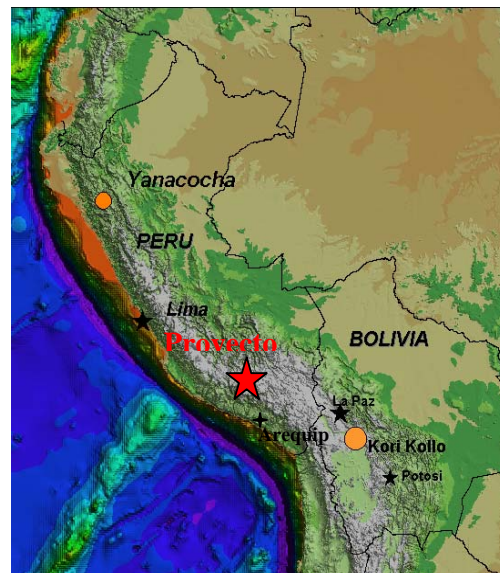 Yanacocha
PERU
Lima
Proyecto
BOLIVIA
La Paz
Arequip
Kori Kollo
Potosi